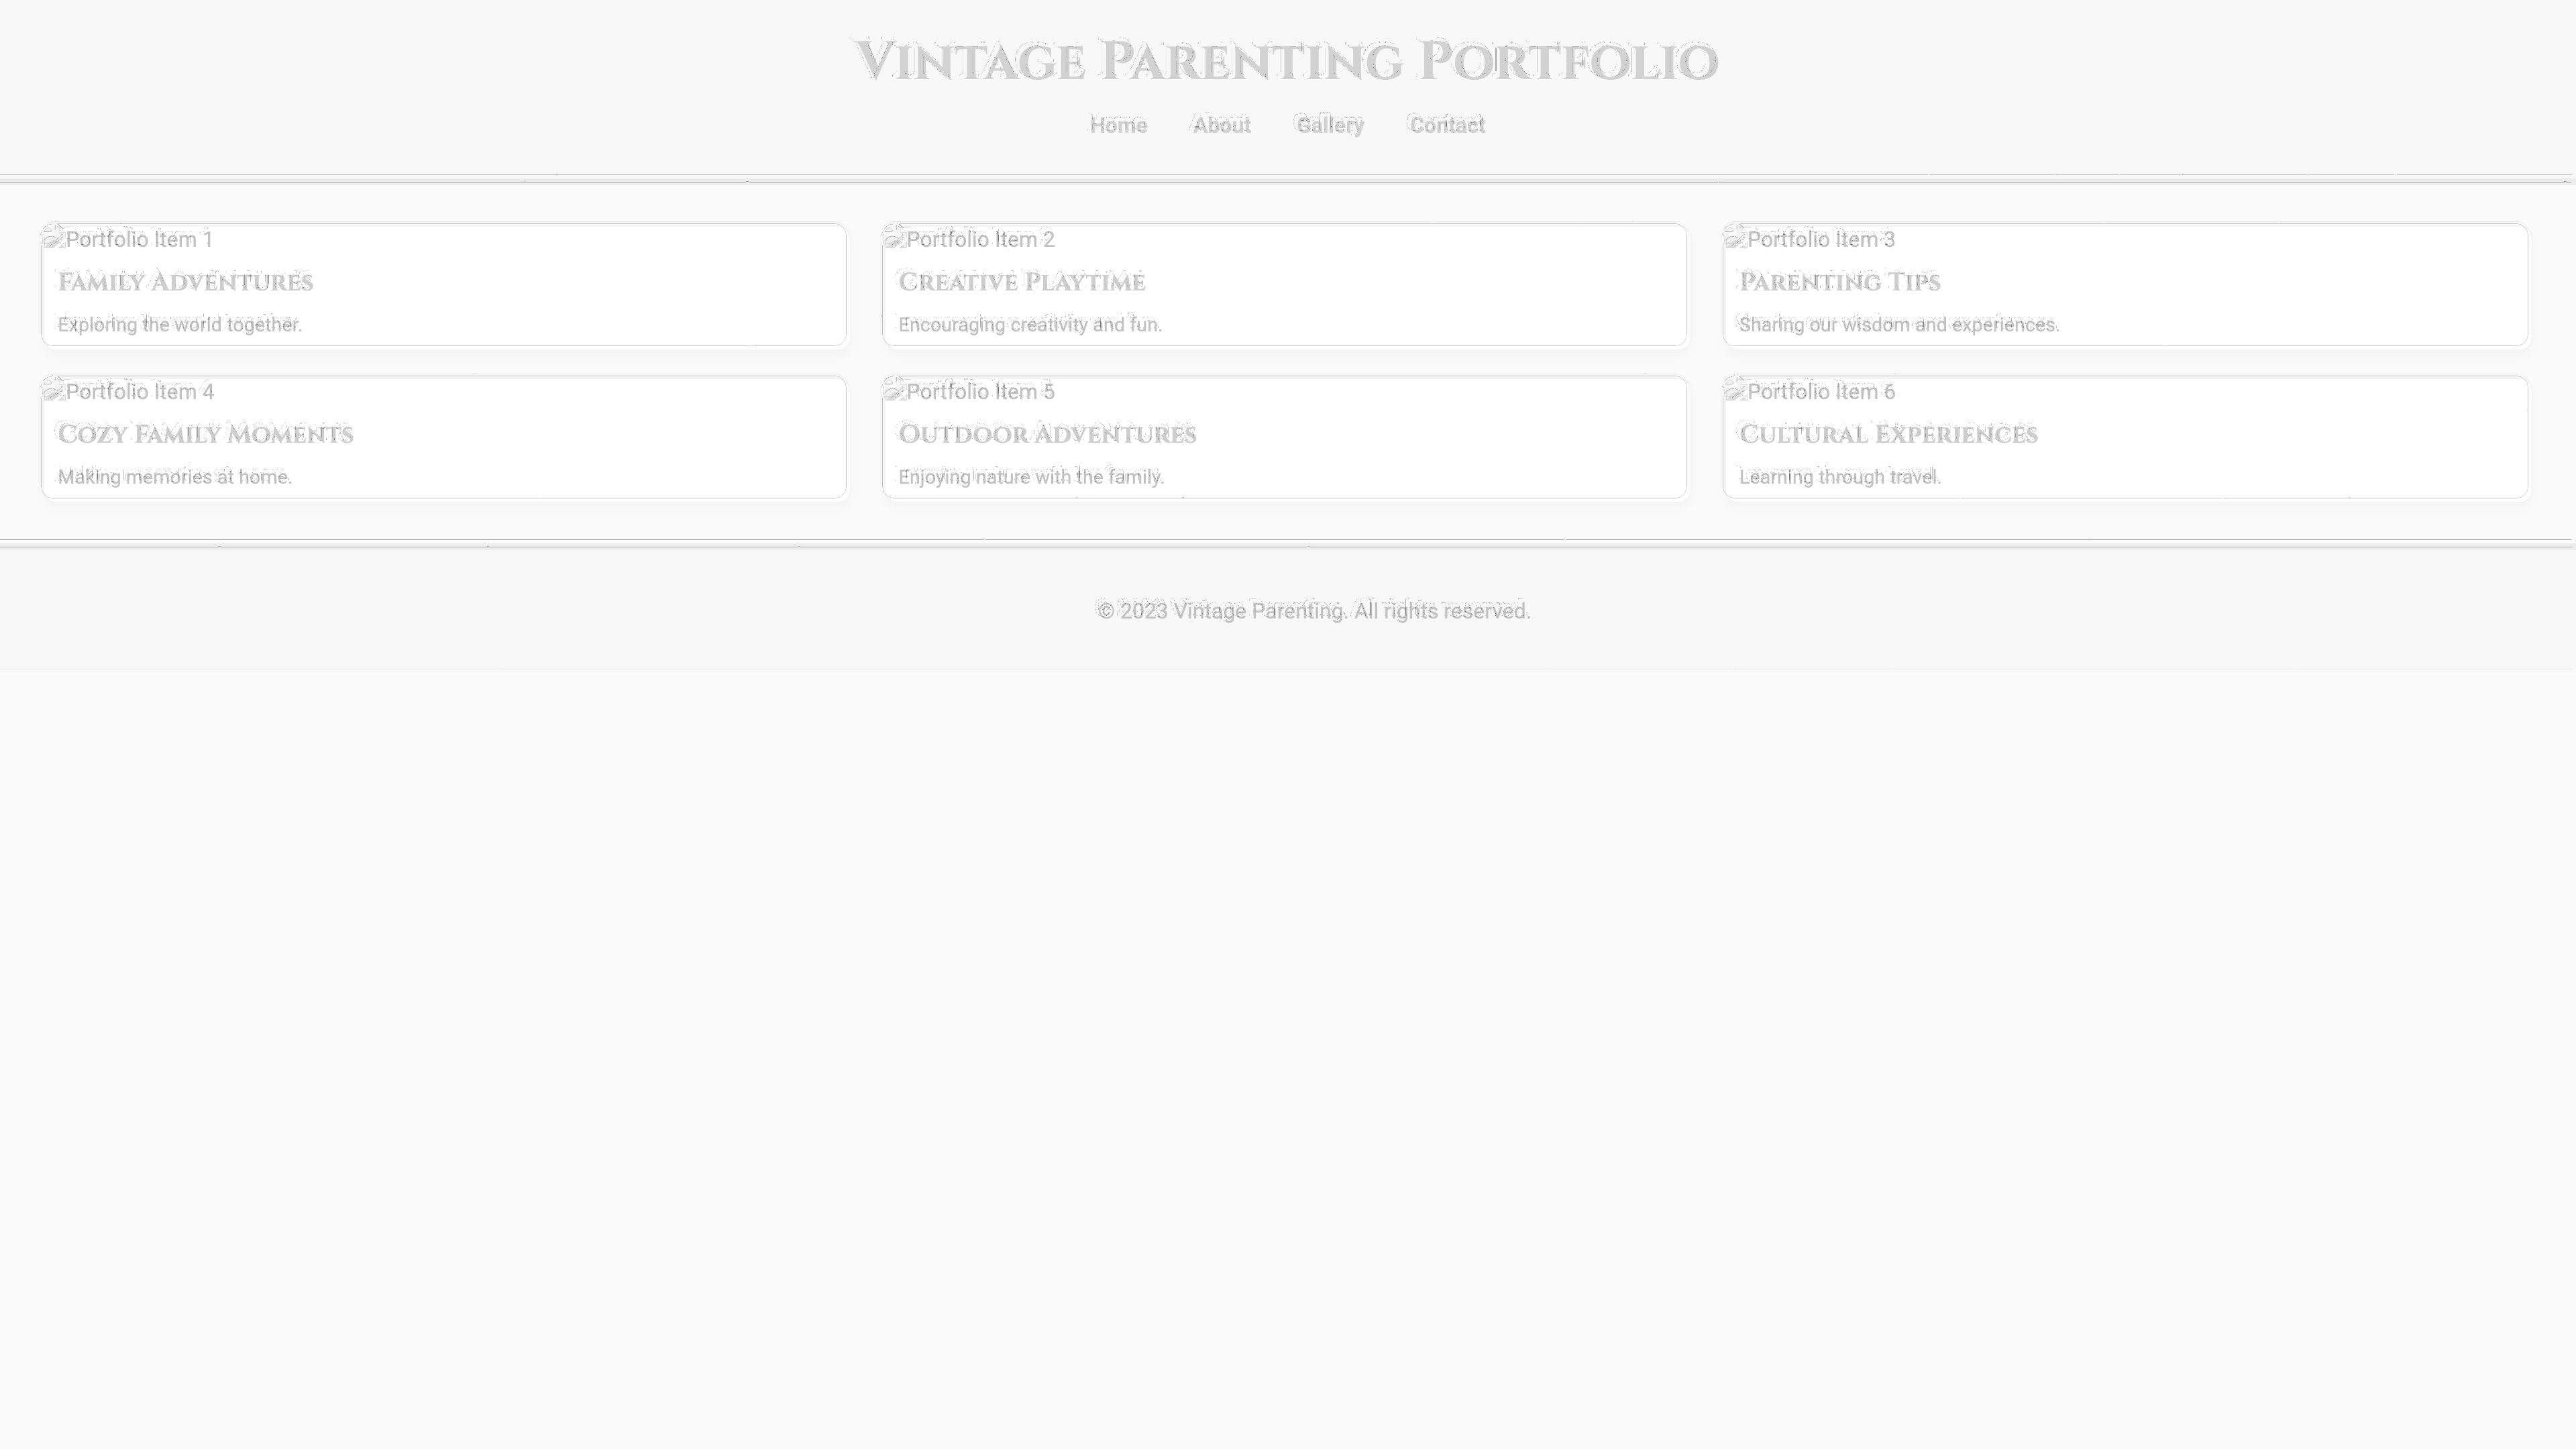 Vintage Parenting Portfolio
Home About Gallery Contact
Portfolio Item 1
Family Adventures
Exploring the world together.
Portfolio Item 2
Creative Playtime
Encouraging creativity and fun.
Portfolio Item 3
Parenting Tips
Sharing our wisdom and experiences.
Portfolio Item 4
Cozy Family Moments
Making memories at home.
Portfolio Item 5
Outdoor Adventures
Enjoying nature with the family.
Portfolio Item 6
Cultural Experiences
Learning through travel.
© 2023 Vintage Parenting. All rights reserved.